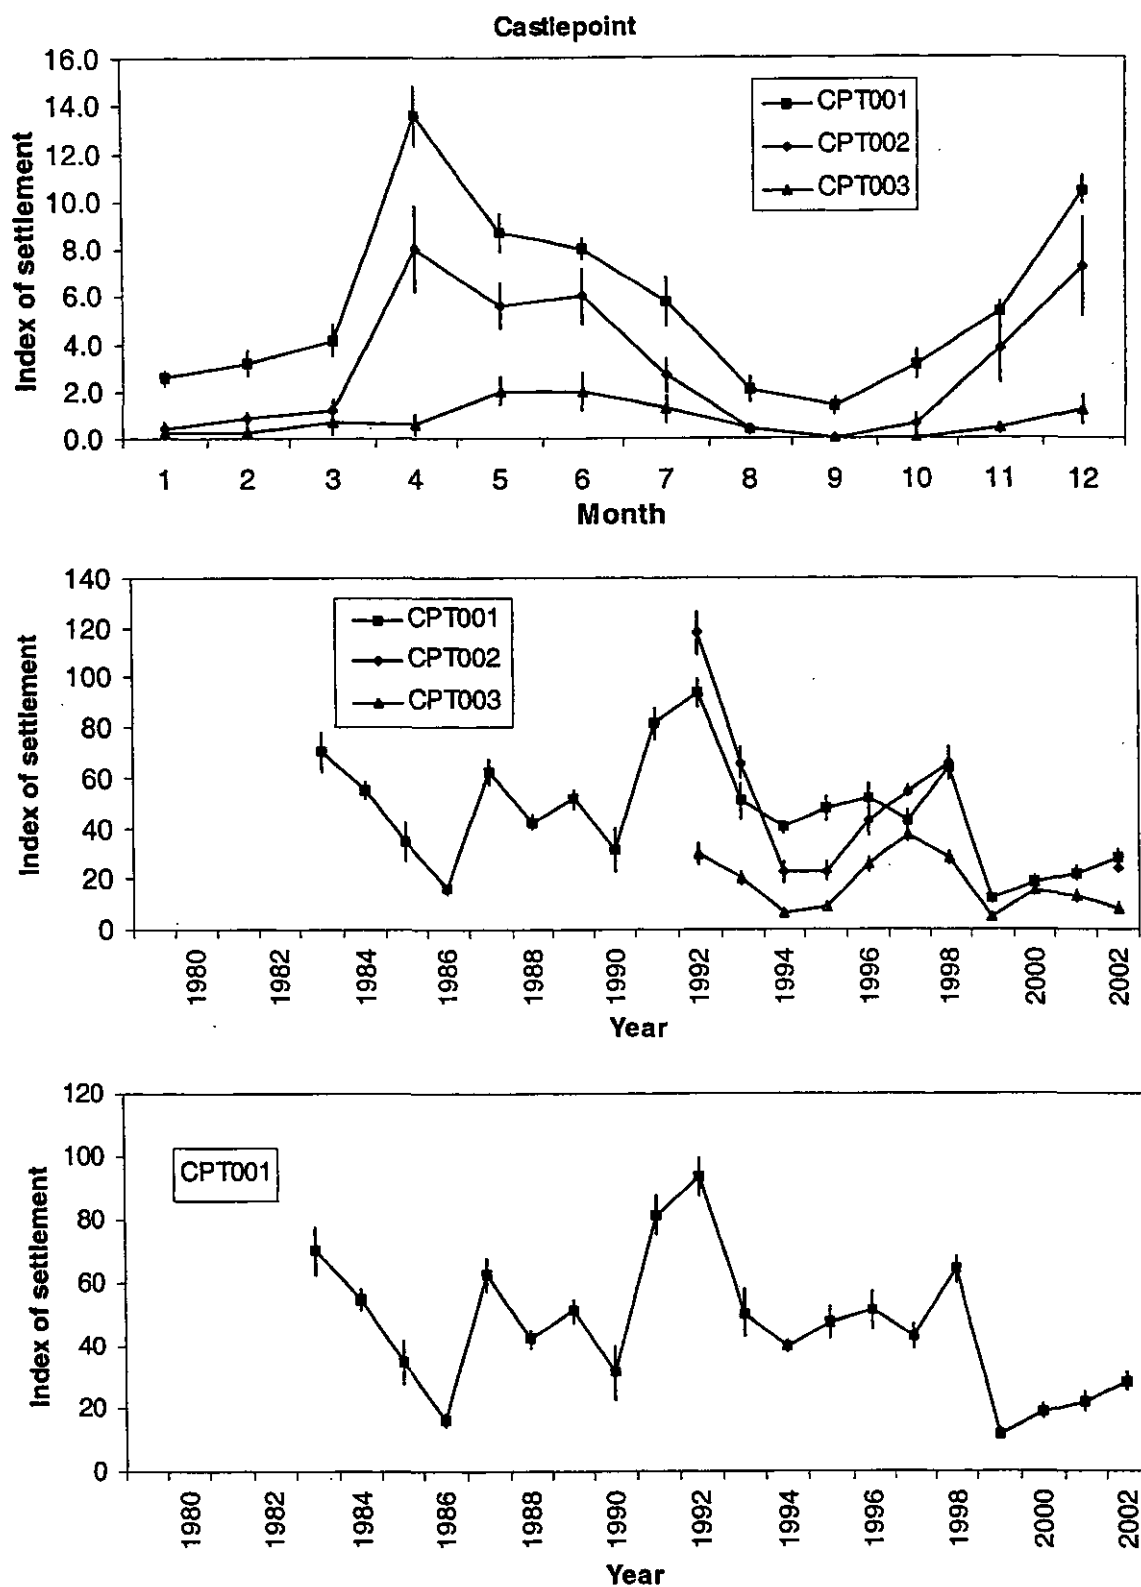 Castlepoint
16.0
14.0
12.0
10.0
8.0
6.0
4.0
2.0
0.0
Index of settlement
CPT001
CPT002
CPT003
1 2 3 4 5 6 7 8 9 10 11 12
Month
140
120
100
80
60
40
20
0
Index of settlement
CPT001
CPT002
CPT003
1980 1982 1984 1986 1988 1990 1992 1994 1996 1998 2000 2002
Year
120
100
80
60
40
20
0
Index of settlement
CPT001
1980 1982 1984 1986 1988 1990 1992 1994 1996 1998 2000 2002
Year